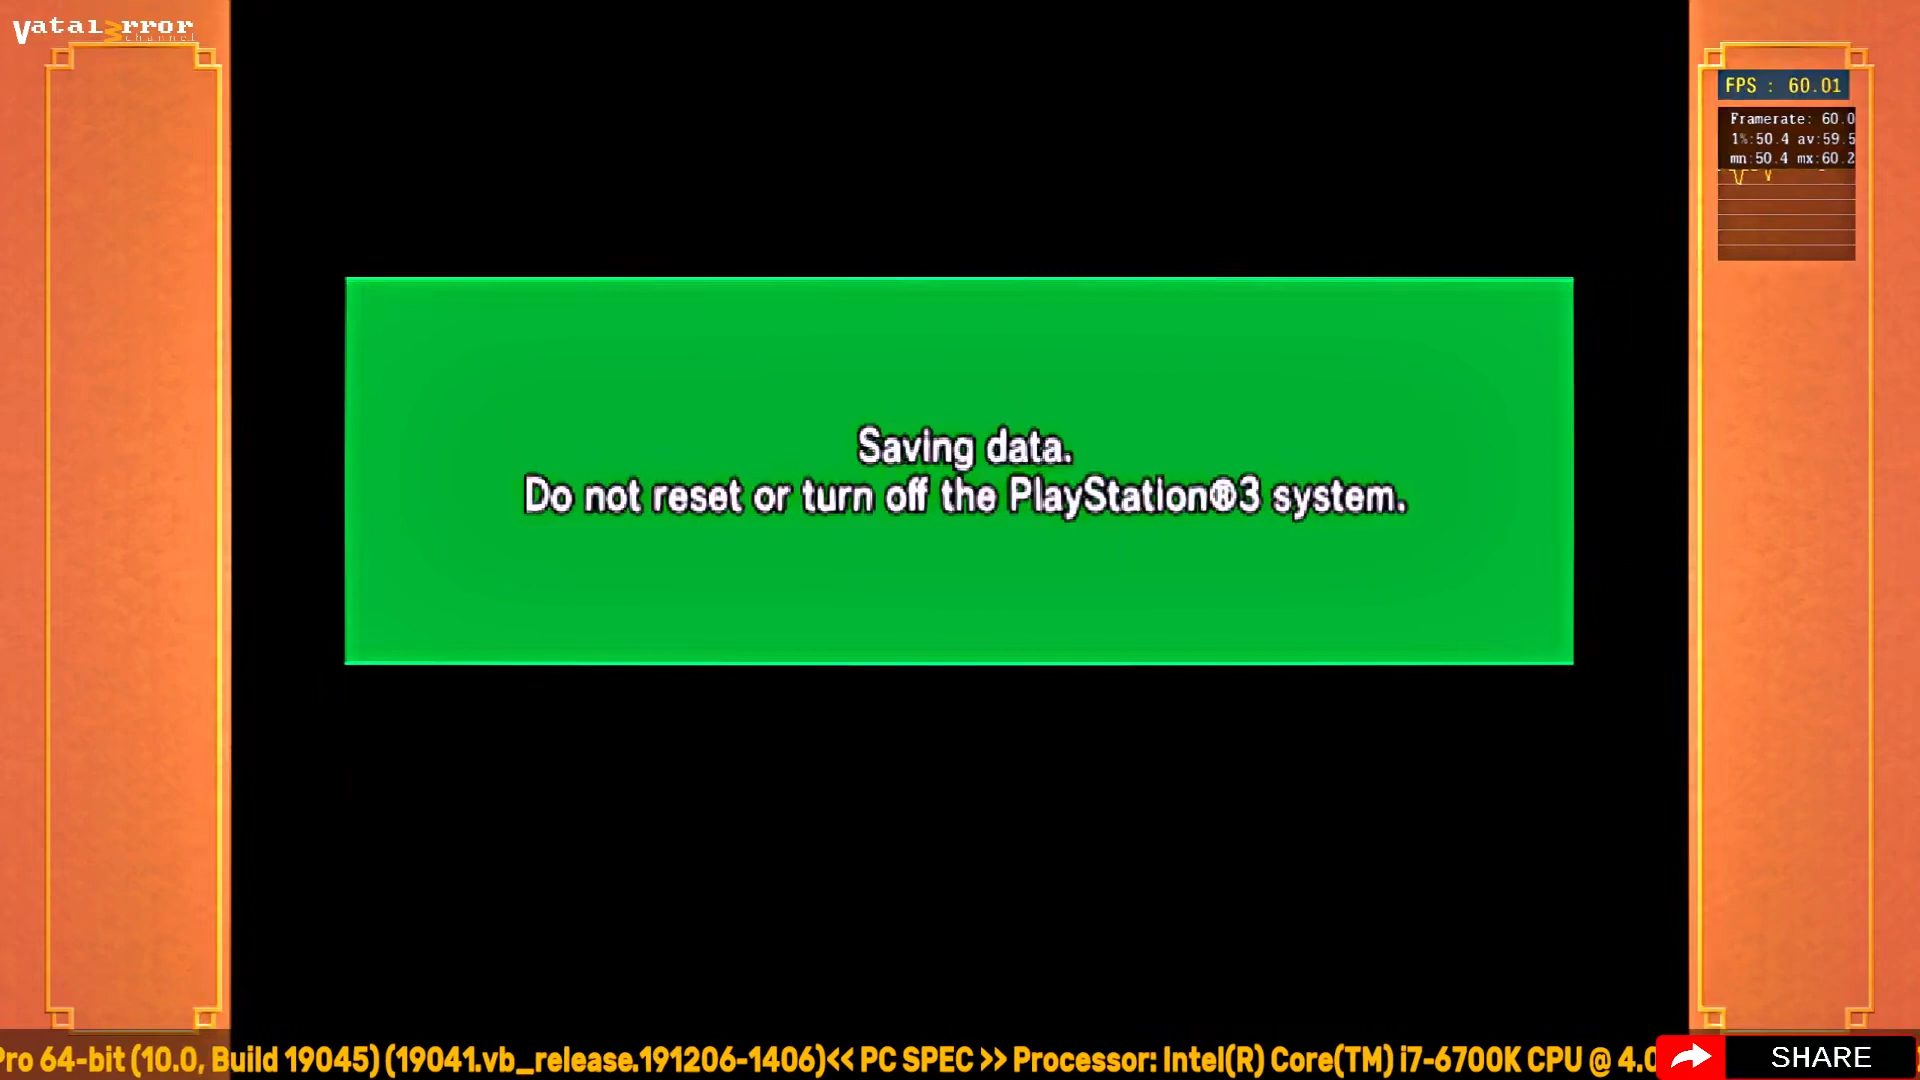 Vatal3rror
channel
FPS : 60.01
Framerate: 60.0
1%:50.4 av:59.5
mn:50.4 mx:60.2
Saving data.
Do not reset or turn off the PlayStation®3 system.
Pro 64-bit (10.0, Build 19045) (19041.vb_release.191206-1406)<< PC SPEC >> Processor: Intel(R) Core(TM) i7-6700K CPU @ 4.0
SHARE